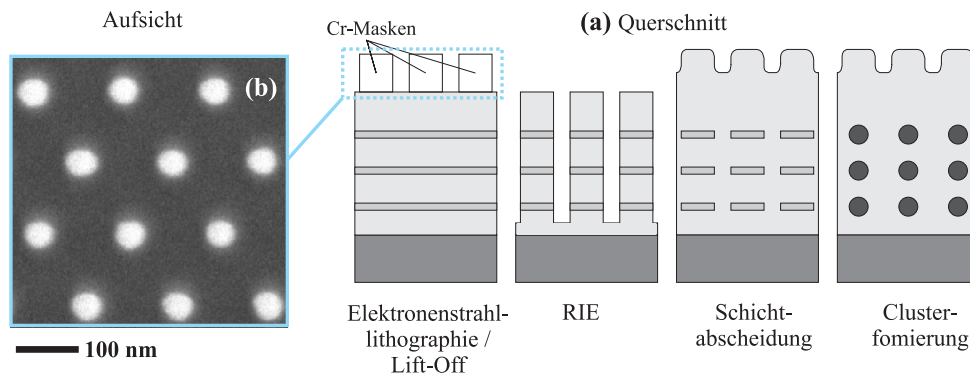 Aufsicht
(a) Querschnitt
Cr-Masken
(b)
100 nm
Elektronenstrahl-
lithographie /
Lift-Off
RIE
Schicht-
abscheidung
Cluster-
fomierung